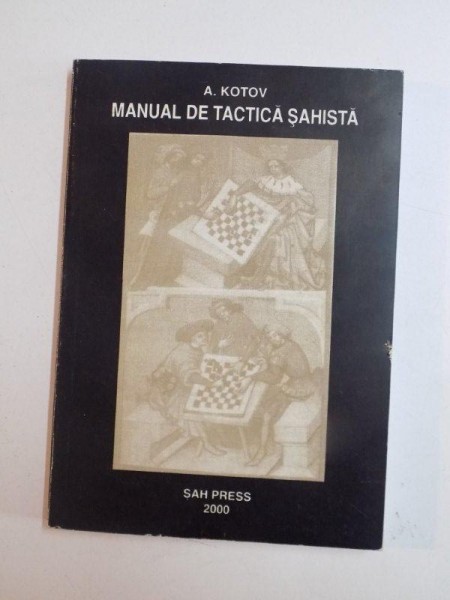 A. KOTOV
MANUAL DE TACTICĂ ŞAHISTĂ
ŞAH PRESS
2000